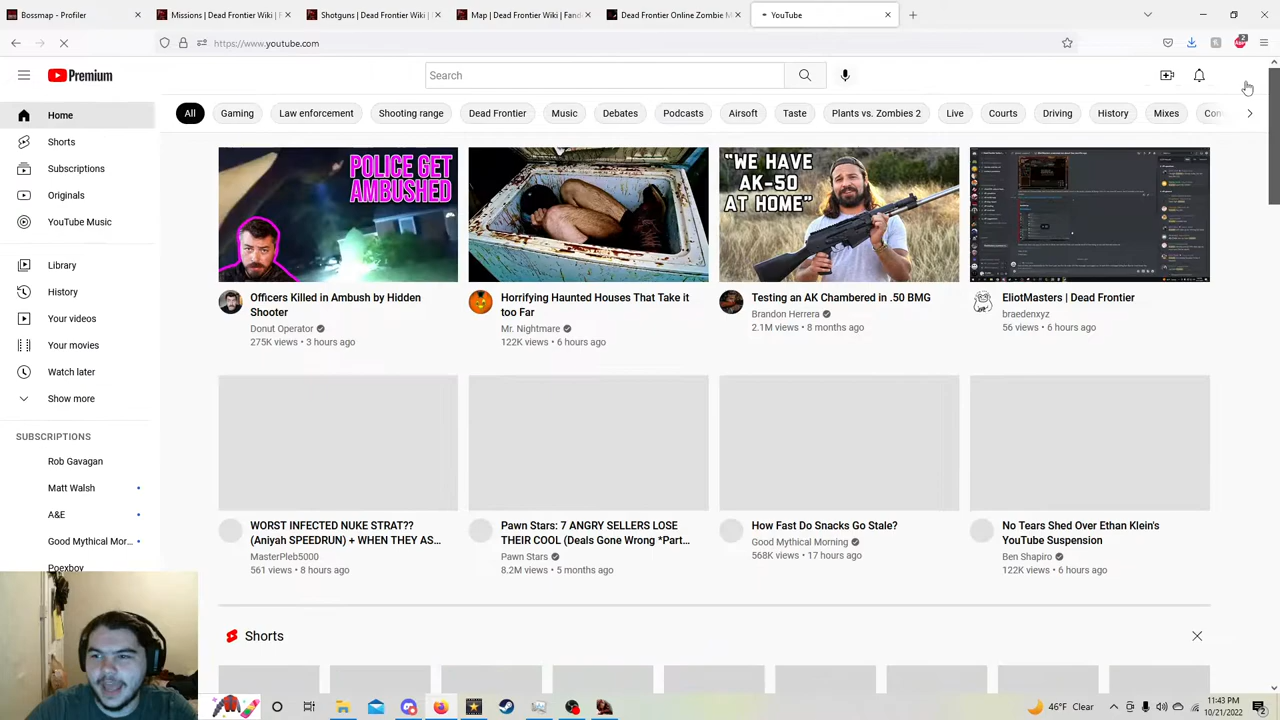 Bossmap - Profiler
Missions | Dead Frontier Wiki | F
Shotguns | Dead Frontier Wiki |
Map | Dead Frontier Wiki | Fand
Dead Frontier Online Zombie M
YouTube
https://www.youtube.com
2
Premium
Search
Home
Shorts
Subscriptions
Originals
YouTube Music
Library
History
Your videos
Your movies
Watch later
Show more
SUBSCRIPTIONS
Rob Gavagan
Matt Walsh
A&E
Good Mythical Mor...
Poexboy
All
Gaming
Law enforcement
Shooting range
Dead Frontier
Music
Debates
Podcasts
Airsoft
Taste
Plants vs. Zombies 2
Live
Courts
Driving
History
Mixes
POLICE GET
AMBUSHED
"WE HAVE
AK-50
AT HOME"
Officers Killed in Ambush by Hidden
Shooter
Donut Operator
275K views • 3 hours ago
Horrifying Haunted Houses That Take it
too Far
Mr. Nightmare
122K views • 6 hours ago
Testing an AK Chambered in .50 BMG
Brandon Herrera
2.1M views • 8 months ago
EliotMasters | Dead Frontier
braedenxyz
56 views • 6 hours ago
WORST INFECTED NUKE STRAT??
(Aniyah SPEEDRUN) + WHEN THEY AS...
MasterPleb5000
561 views • 8 hours ago
Pawn Stars: 7 ANGRY SELLERS LOSE
THEIR COOL (Deals Gone Wrong *Part...
Pawn Stars
8.2M views • 5 months ago
How Fast Do Snacks Go Stale?
Good Mythical Morning
568K views • 17 hours ago
No Tears Shed Over Ethan Klein's
YouTube Suspension
Ben Shapiro
122K views • 6 hours ago
Shorts
46°F Clear
11:43 PM
10/21/2022
2